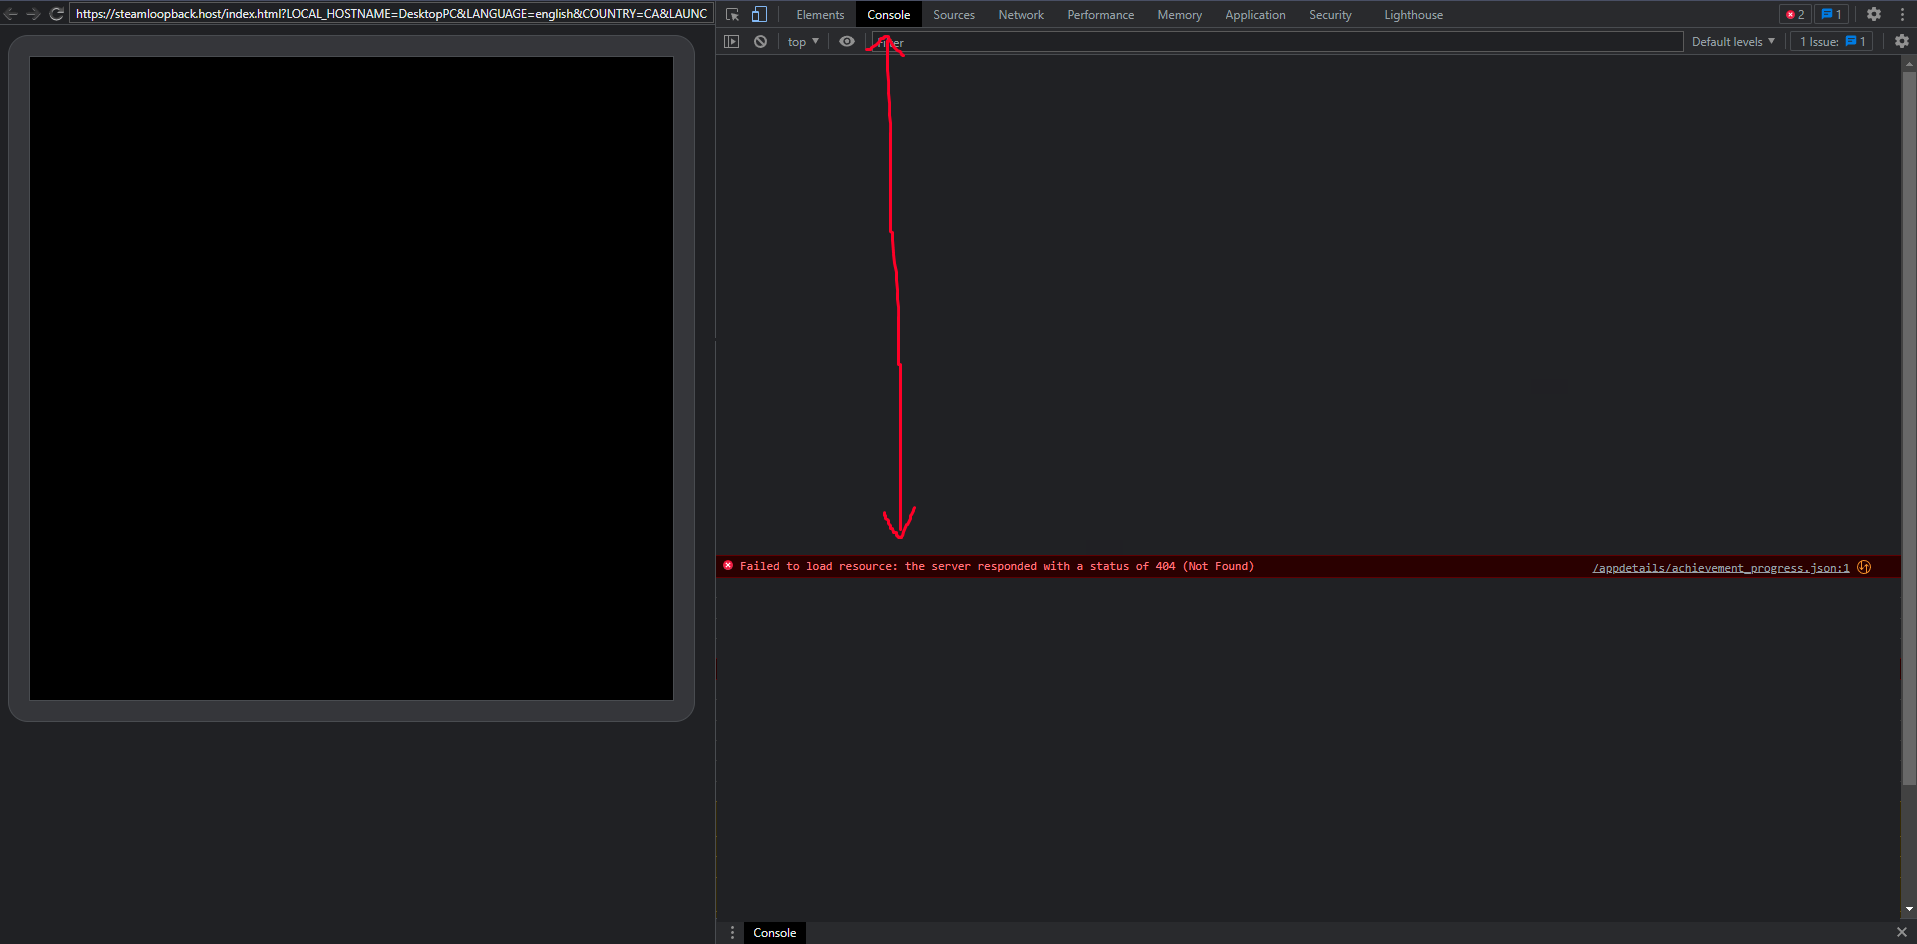 https://steamloopback.host/index.html?LOCAL_HOSTNAME=DesktopPC&LANGUAGE=english&COUNTRY=CA&LAUNC
Elements Console Sources Network Performance Memory Application Security Lighthouse 2 1
top Filter Default levels 1 Issue: 1
Failed to load resource: the server responded with a status of 404 (Not Found) /appdetails/achievement_progress.json:1
Console